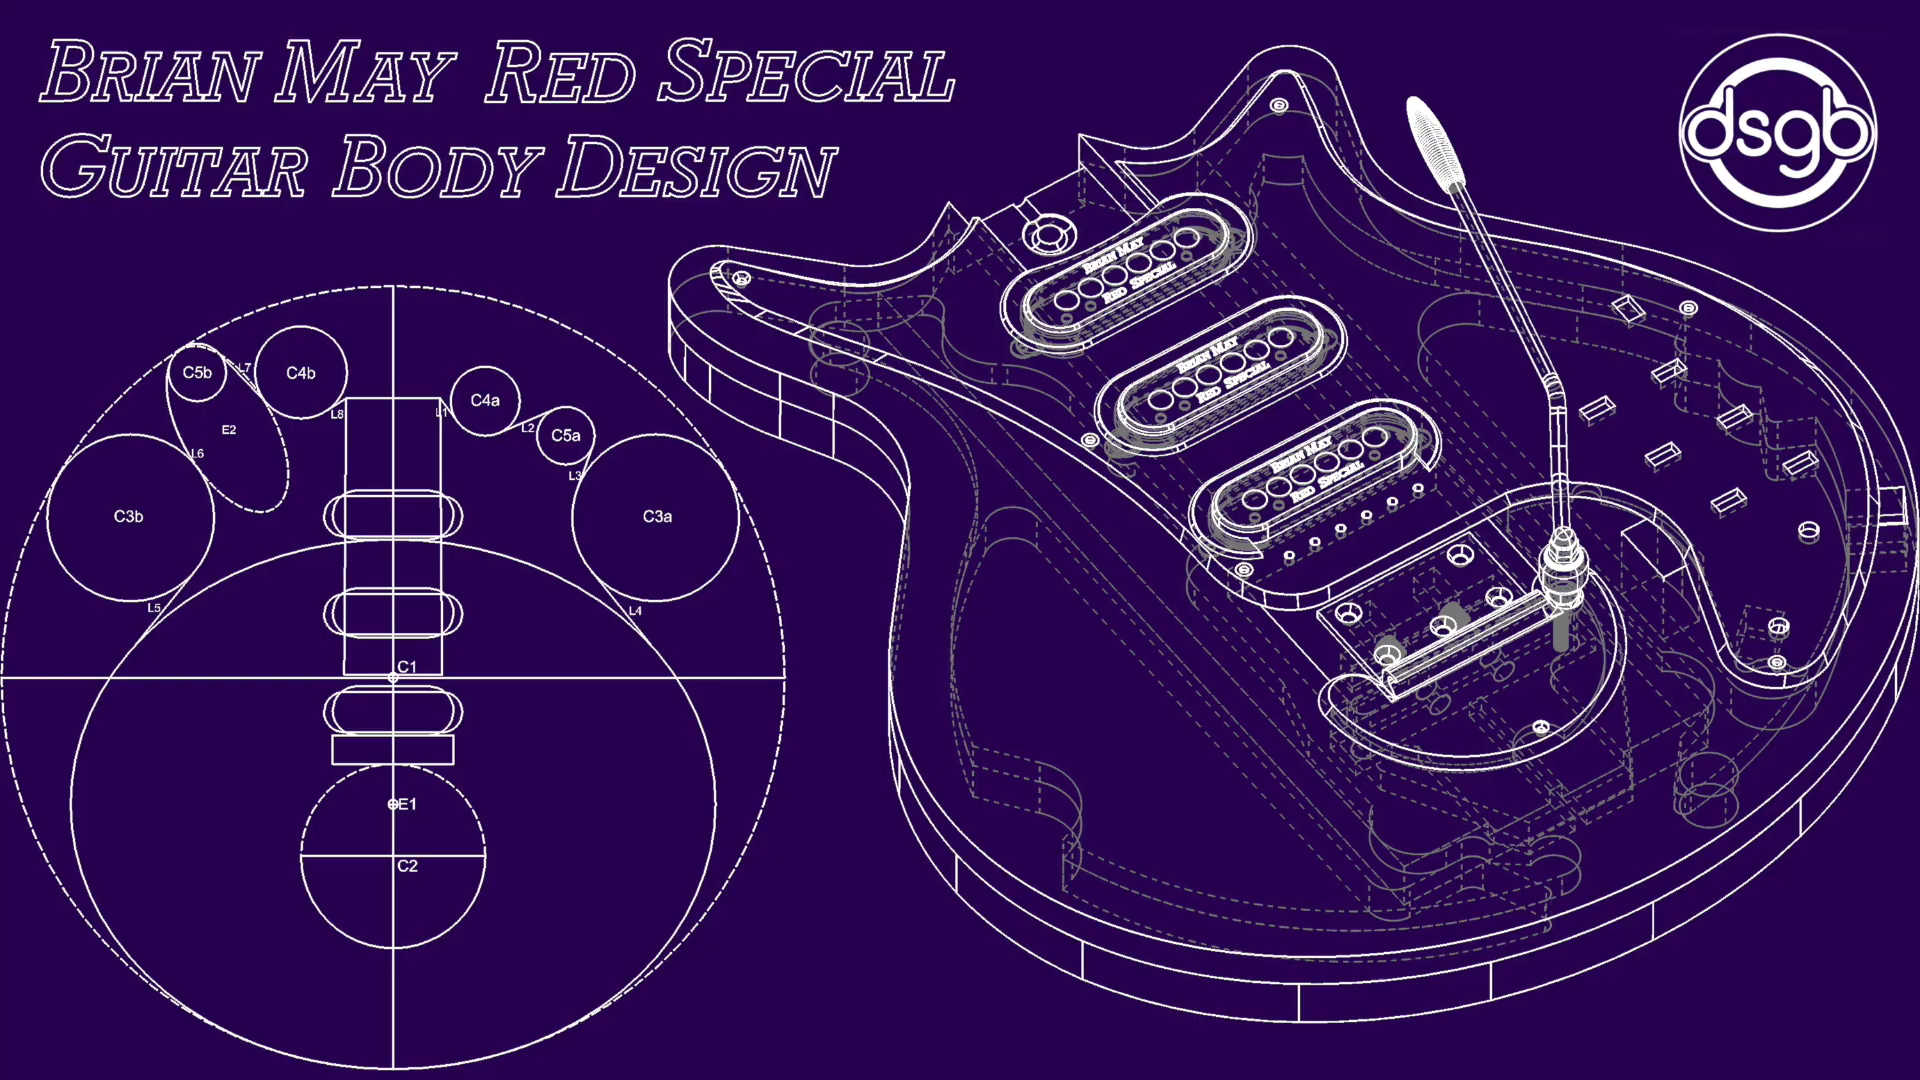 BRIAN MAY RED SPECIAL
GUITAR BODY DESIGN
dsgb
C5b
L7
C4b
L8
L1
C4a
L2
C5a
E2
L6
L3
C3b
C3a
L5
L4
C1
E1
C2
BRIAN MAY
RED SPECIAL
BRIAN MAY
RED SPECIAL
BRIAN MAY
RED SPECIAL